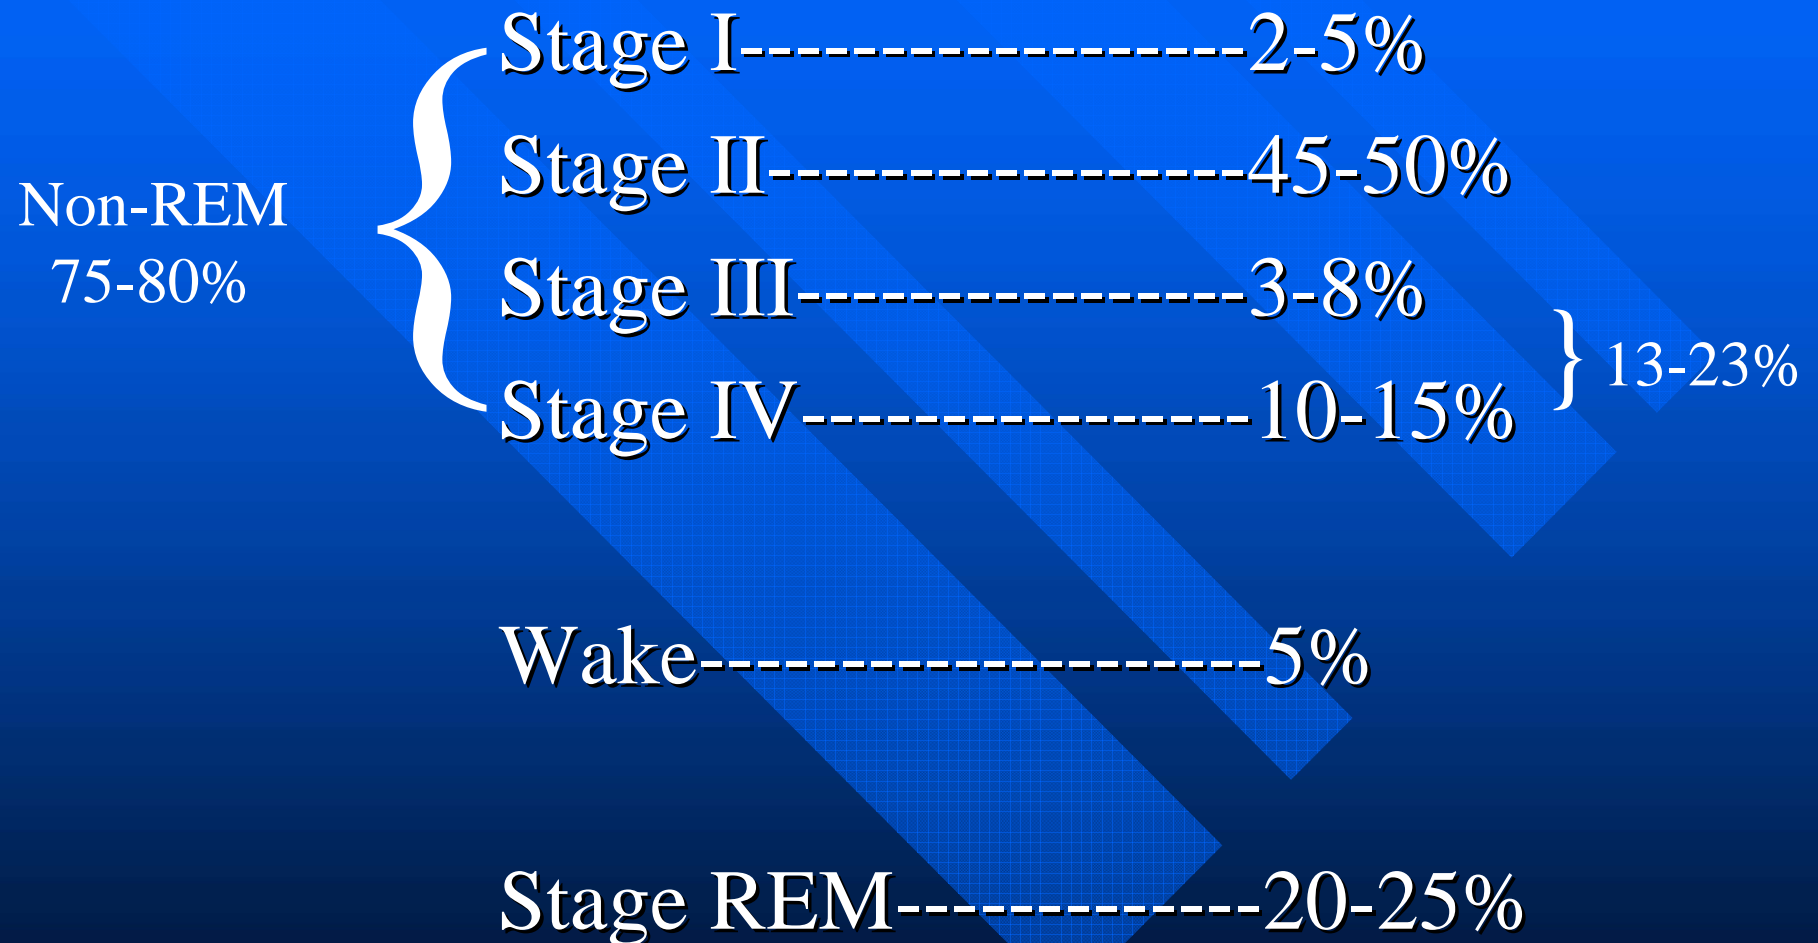 Stage I------------------2-5%
Stage II-----------------45-50%
Non-REM
75-80%
Stage III----------------3-8%
} 13-23%
Stage IV----------------10-15%
Wake--------------------5%
Stage REM-------------20-25%